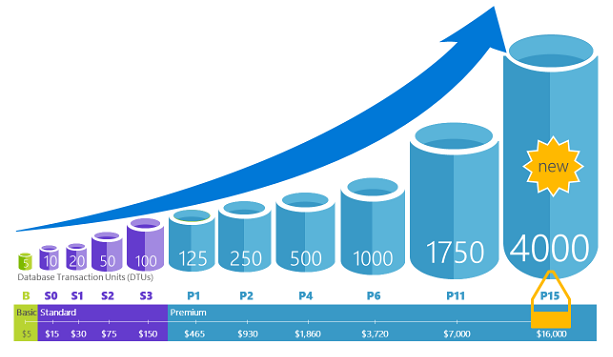 new
5 10 20 50 100 125 250 500 1000 1750 4000
Database Transaction Units (DTUs)
B S0 S1 S2 S3 P1 P2 P4 P6 P11 P15
Basic Standard Premium
$5 $15 $30 $75 $150 $465 $930 $1,860 $3,720 $7,000 $16,000